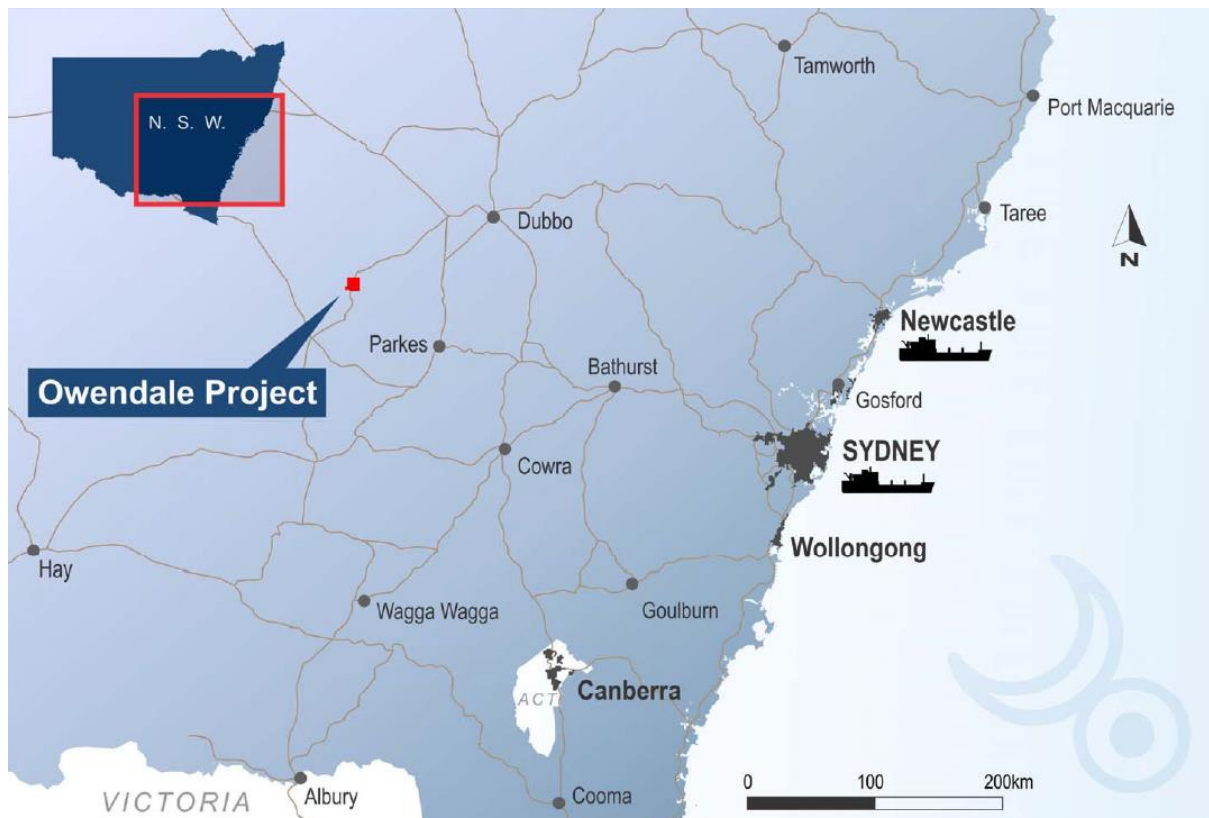 N. S. W.
Tamworth
Port Macquarie
Dubbo
Taree
N
Newcastle
Parkes
Owendale Project
Bathurst
Gosford
SYDNEY
Cowra
Wollongong
Hay
Wagga Wagga
Goulburn
Canberra
ACT
VICTORIA
Albury
Cooma
0 100 200km